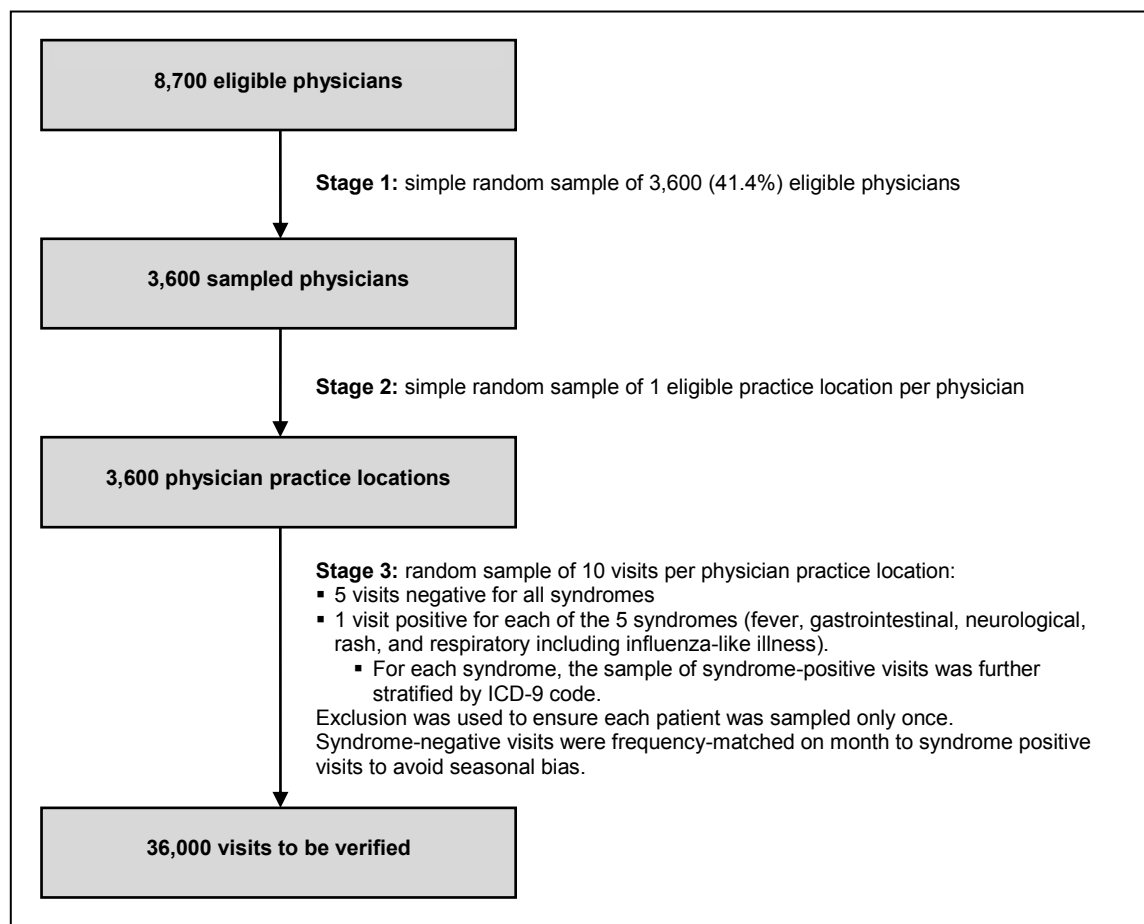 8,700 eligible physicians
Stage 1: simple random sample of 3,600 (41.4%) eligible physicians
3,600 sampled physicians
Stage 2: simple random sample of 1 eligible practice location per physician
3,600 physician practice locations
Stage 3: random sample of 10 visits per physician practice location:
▪ 5 visits negative for all syndromes
▪ 1 visit positive for each of the 5 syndromes (fever, gastrointestinal, neurological,
rash, and respiratory including influenza-like illness).
▪ For each syndrome, the sample of syndrome-positive visits was further
stratified by ICD-9 code.
Exclusion was used to ensure each patient was sampled only once.
Syndrome-negative visits were frequency-matched on month to syndrome positive
visits to avoid seasonal bias.
36,000 visits to be verified